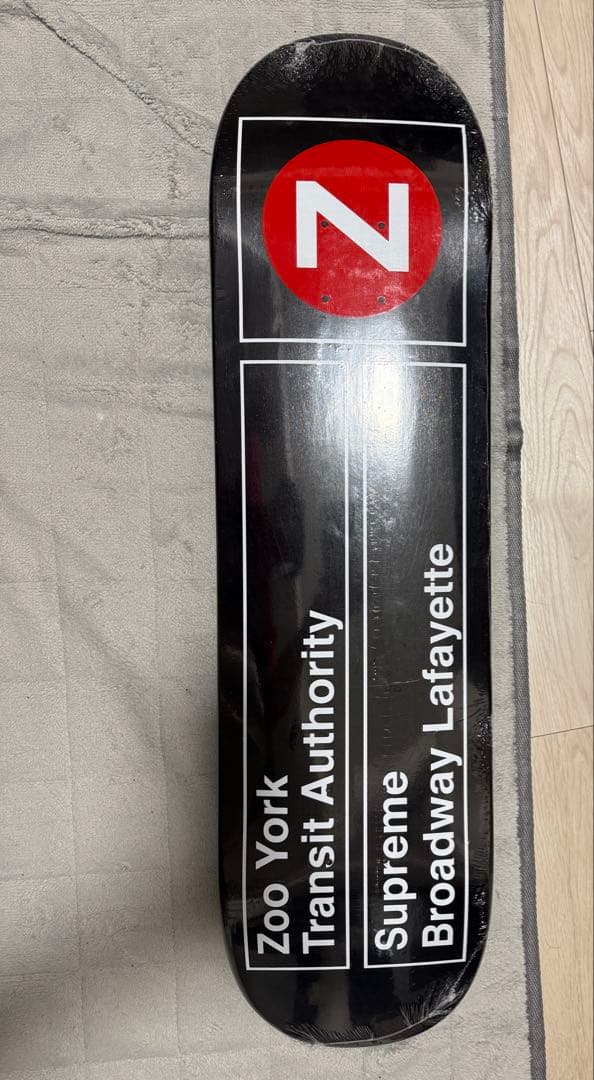 Zoo York
Transit Authority
Supreme
Broadway Lafayette
Z